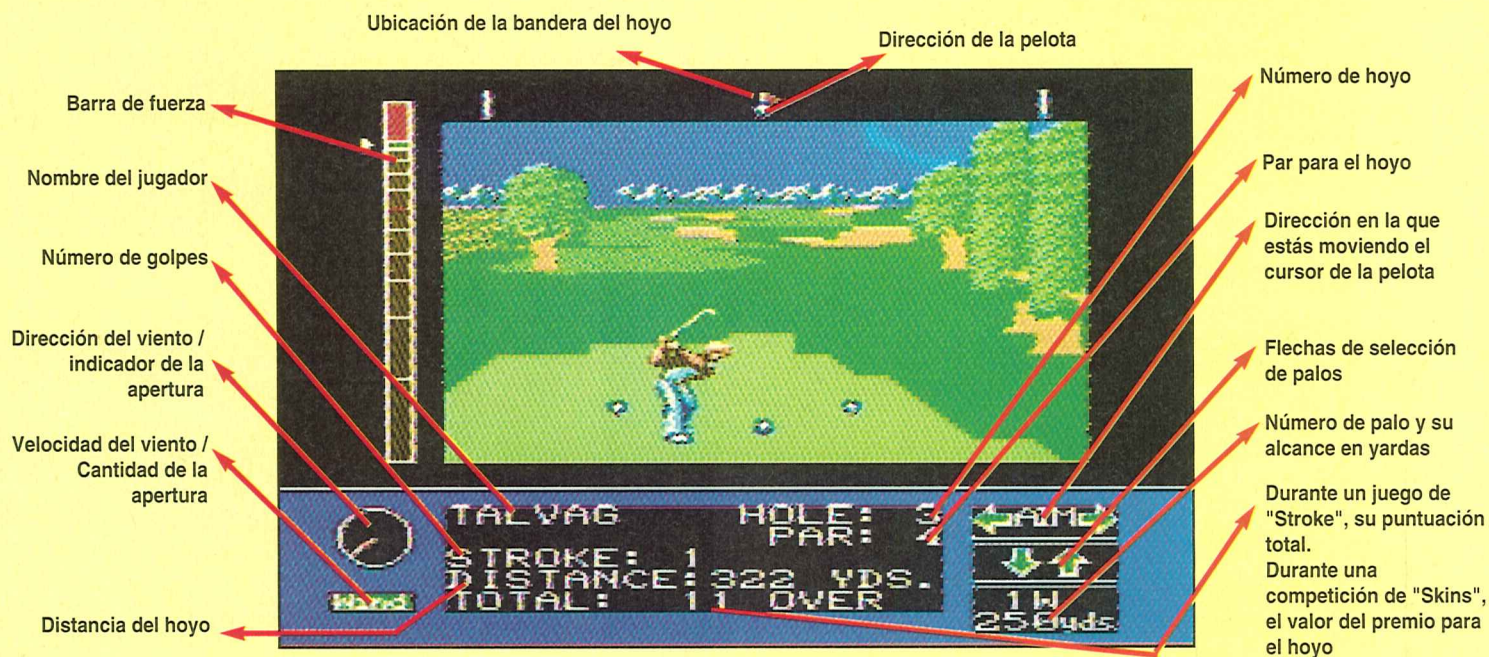 Ubicación de la bandera del hoyo
Dirección de la pelota
Barra de fuerza
Nombre del jugador
Número de golpes
Dirección del viento /
indicador de la
apertura
Velocidad del viento /
Cantidad de la
apertura
Distancia del hoyo
Número de hoyo
Par para el hoyo
Dirección en la que
estás moviendo el
cursor de la pelota
Flechas de selección
de palos
Número de palo y su
alcance en yardas
Durante un juego de
"Stroke", su puntuación
total.
Durante una
competición de "Skins",
el valor del premio para
el hoyo
TALVAG
HOLE: 3
PAR: 4
STROKE: 1
DISTANCE: 322 YDS.
TOTAL: 11 OVER
Wind
AIM
1W
250yds